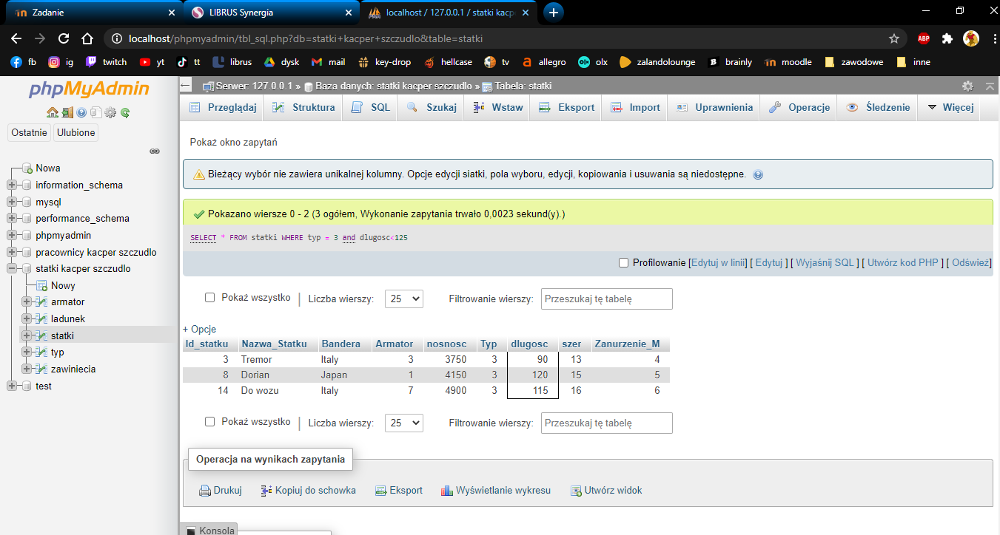 Zadanie
LIBRUS Synergia
localhost / 127.0.0.1 / statki kacp
localhost/phpmyadmin/tbl_sql.php?db=statki+kacper+szczudlo&table=statki
ABP
fb ig twitch yt tt librus dysk mail key-drop hellcase tv allegro olx zalandolounge brainly moodle zawodowe inne
phpMyAdmin
Ostatnie Ulubione
Nowa
information_schema
mysql
performance_schema
phpmyadmin
pracownicy kacper szczudlo
statki kacper szczudlo
Nowy
armator
ladunek
statki
typ
zawiniecia
test
Serwer: 127.0.0.1 » Baza danych: statki kacper szczudlo » Tabela: statki
Przeglądaj Struktura SQL Szukaj Wstaw Eksport Import Uprawnienia Operacje Śledzenie Więcej
Pokaż okno zapytań
Bieżący wybór nie zawiera unikalnej kolumny. Opcje edycji siatki, pola wyboru, edycji, kopiowania i usuwania są niedostępne.
Pokazano wiersze 0 - 2 (3 ogółem, Wykonanie zapytania trwało 0,0023 sekund(y).)
SELECT * FROM statki WHERE typ = 3 and dlugosc<125
Profilowanie [Edytuj w linii] [ Edytuj ] [ Wyjaśnij SQL ] [ Utwórz kod PHP ] [ Odśwież]
Pokaż wszystko | Liczba wierszy: 25 Filtrowanie wierszy: Przeszukaj tę tabelę
+ Opcje
Id_statku Nazwa_Statku Bandera Armator nosnosc Typ dlugosc szer Zanurzenie_M
3 Tremor Italy 3 3750 3 90 13 4
8 Dorian Japan 1 4150 3 120 15 5
14 Do wozu Italy 7 4900 3 115 16 6
Pokaż wszystko | Liczba wierszy: 25 Filtrowanie wierszy: Przeszukaj tę tabelę
Operacja na wynikach zapytania
Drukuj Kopiuj do schowka Eksport Wyświetlanie wykresu Utwórz widok
Konsola